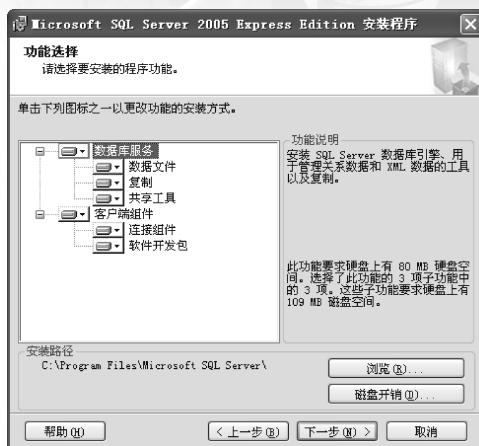 Microsoft SQL Server 2005 Express Edition 安装程序
功能选择
请选择要安装的程序功能。
单击下列图标之一以更改功能的安装方式。
数据库服务
数据文件
复制
共享工具
客户端组件
连接组件
软件开发包
功能说明
安装 SQL Server 数据库引擎、用
于管理关系数据和 XML 数据的工具
以及复制。
此功能要求硬盘上有 80 MB 硬盘空
间。选择了此功能的 3 项子功能中
的 3 项。这些子功能要求硬盘上有
109 MB 磁盘空间。
安装路径
C:\Program Files\Microsoft SQL Server\
浏览(R)...
磁盘开销(D)...
帮助(H)
< 上一步(B)
下一步(N) >
取消